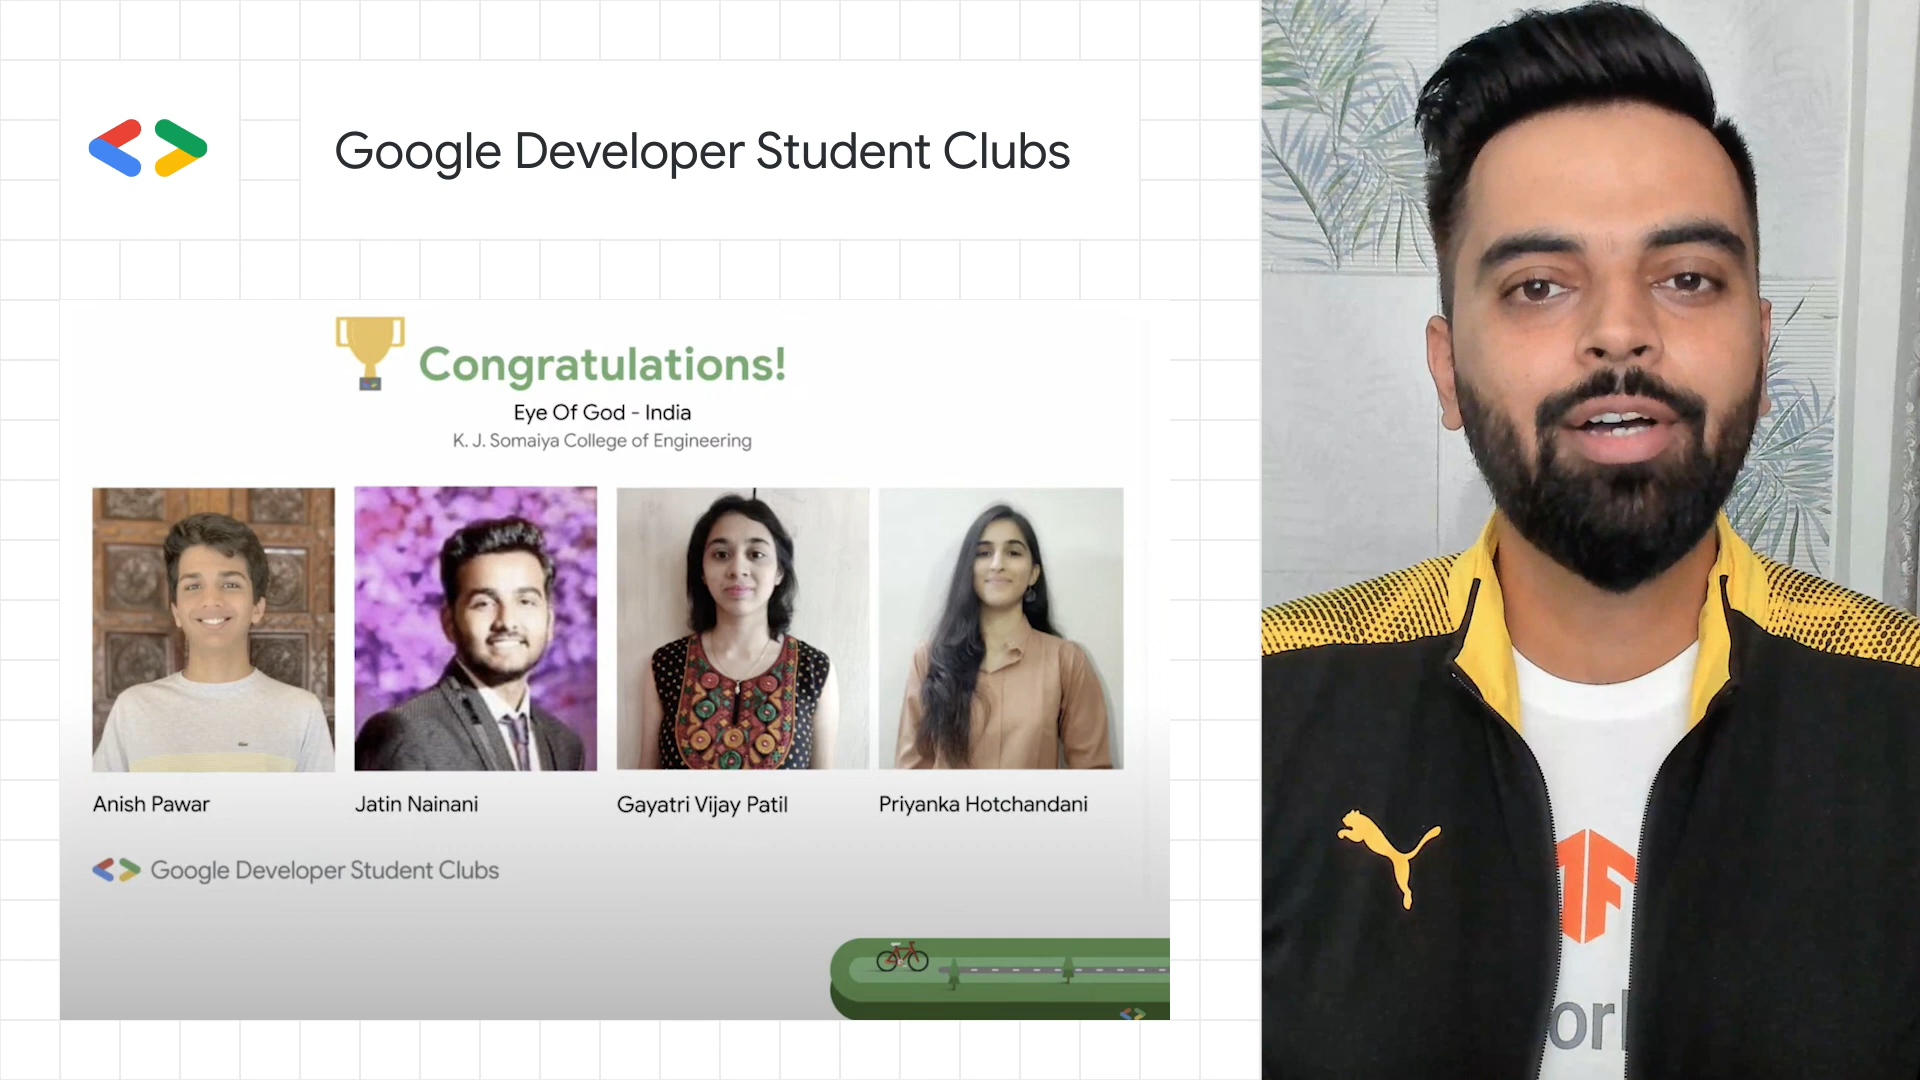 Google Developer Student Clubs
Congratulations!
Eye Of God - India
K. J. Somaiya College of Engineering
Anish Pawar
Jatin Nainani
Gayatri Vijay Patil
Priyanka Hotchandani
Google Developer Student Clubs